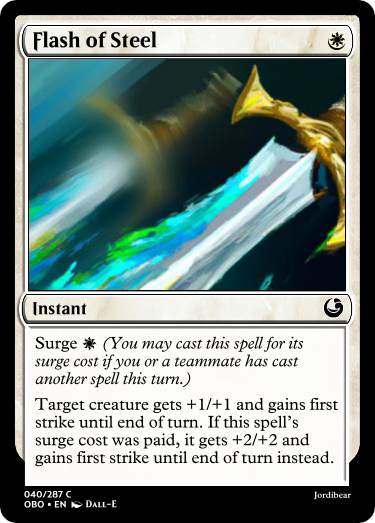 Flash of Steel
Instant
Surge (You may cast this spell for its
surge cost if you or a teammate has cast
another spell this turn.)
Target creature gets +1/+1 and gains first
strike until end of turn. If this spell's
surge cost was paid, it gets +2/+2 and
gains first strike until end of turn instead.
040/287 C
OBO • EN DALL-E
Jordibear